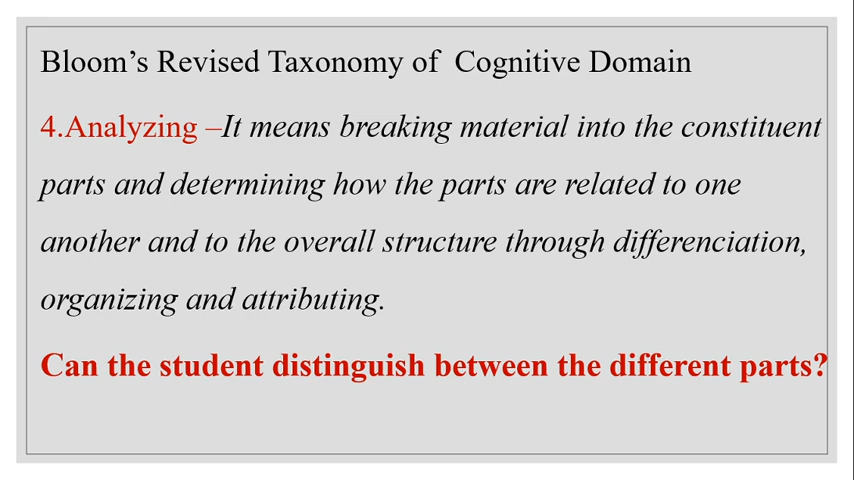 Bloom’s Revised Taxonomy of  Cognitive Domain
4.Analyzing –It means breaking material into the constituent
parts and determining how the parts are related to one
another and to the overall structure through differenciation,
organizing and attributing.
Can the student distinguish between the different parts?